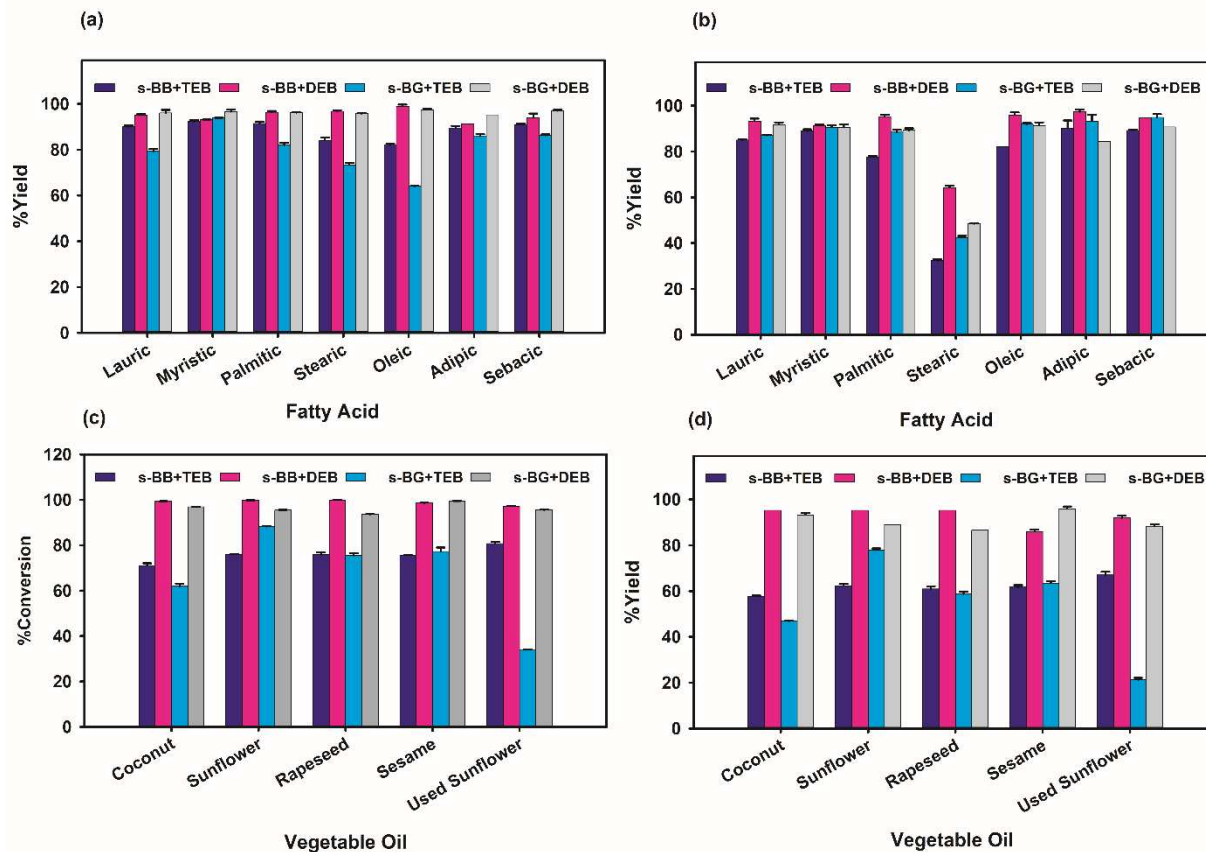 (a)
s-BB+TEB s-BB+DEB s-BG+TEB s-BG+DEB
%Yield
100
80
60
40
20
0
Lauric Myristic Palmitic Stearic Oleic Adipic Sebacic
Fatty Acid
(b)
s-BB+TEB s-BB+DEB s-BG+TEB s-BG+DEB
%Yield
100
80
60
40
20
0
Lauric Myristic Palmitic Stearic Oleic Adipic Sebacic
Fatty Acid
(c)
s-BB+TEB s-BB+DEB s-BG+TEB s-BG+DEB
%Conversion
120
100
80
60
40
20
0
Coconut Sunflower Rapeseed Sesame Used Sunflower
Vegetable Oil
(d)
s-BB+TEB s-BB+DEB s-BG+TEB s-BG+DEB
%Yield
100
80
60
40
20
0
Coconut Sunflower Rapeseed Sesame Used Sunflower
Vegetable Oil